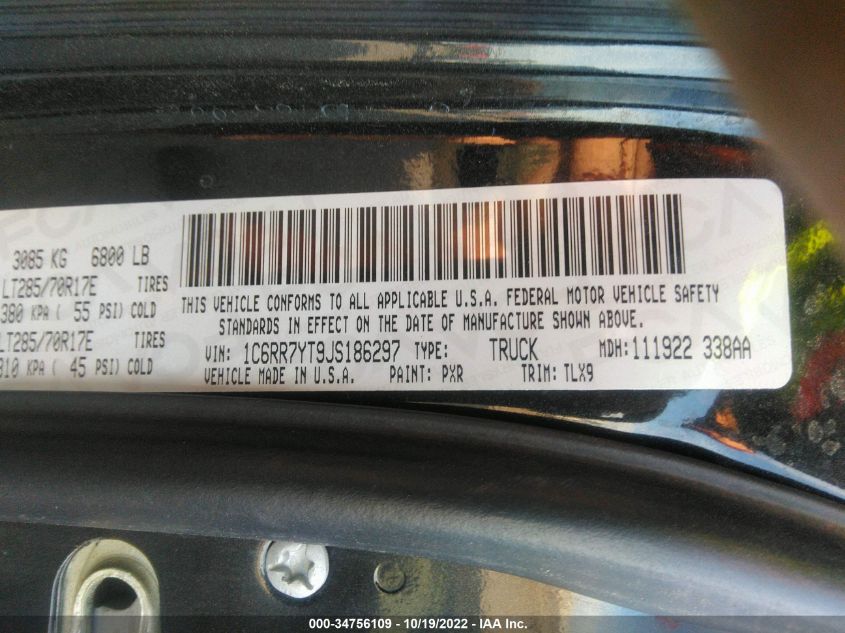 3085 KG 6800 LB
LT285/70R17E TIRES
380 KPA ( 55 PSI) COLD
LT285/70R17E TIRES
310 KPA ( 45 PSI) COLD
THIS VEHICLE CONFORMS TO ALL APPLICABLE U.S.A. FEDERAL MOTOR VEHICLE SAFETY
STANDARDS IN EFFECT ON THE DATE OF MANUFACTURE SHOWN ABOVE.
VIN: 1C6RR7YT9JS186297 TYPE: TRUCK MDH:111922 338AA
VEHICLE MADE IN U.S.A. PAINT: PXR TRIM: TLX9
000-34756109 - 10/19/2022 - IAA Inc.